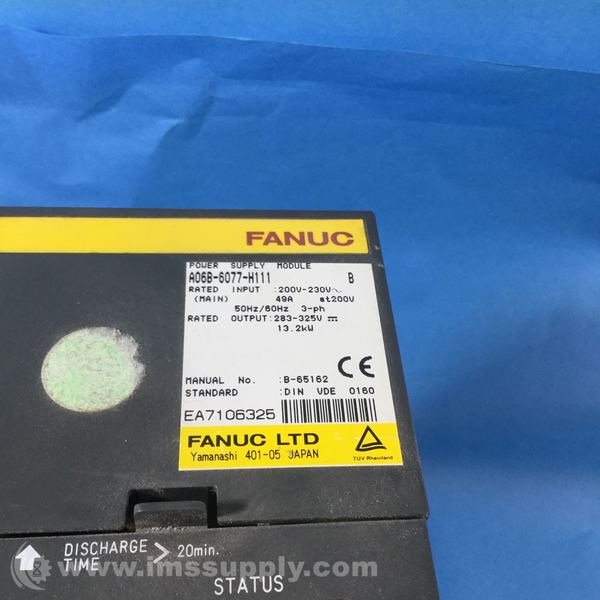 FANUC
POWER SUPPLY MODULE
A06B-6077-H111 B
RATED INPUT :200V-230V~
(MAIN) 49A at200V
50Hz/60Hz 3-ph
RATED OUTPUT:283-325V⎓
13.2kW
CE
MANUAL No. :B-65162
STANDARD :DIN VDE 0160
EA7106325
FANUC LTD
Yamanashi 401-05 JAPAN
TUV Rheinland
DISCHARGE > 20min.
TIME
STATUS
© www.imssupply.com